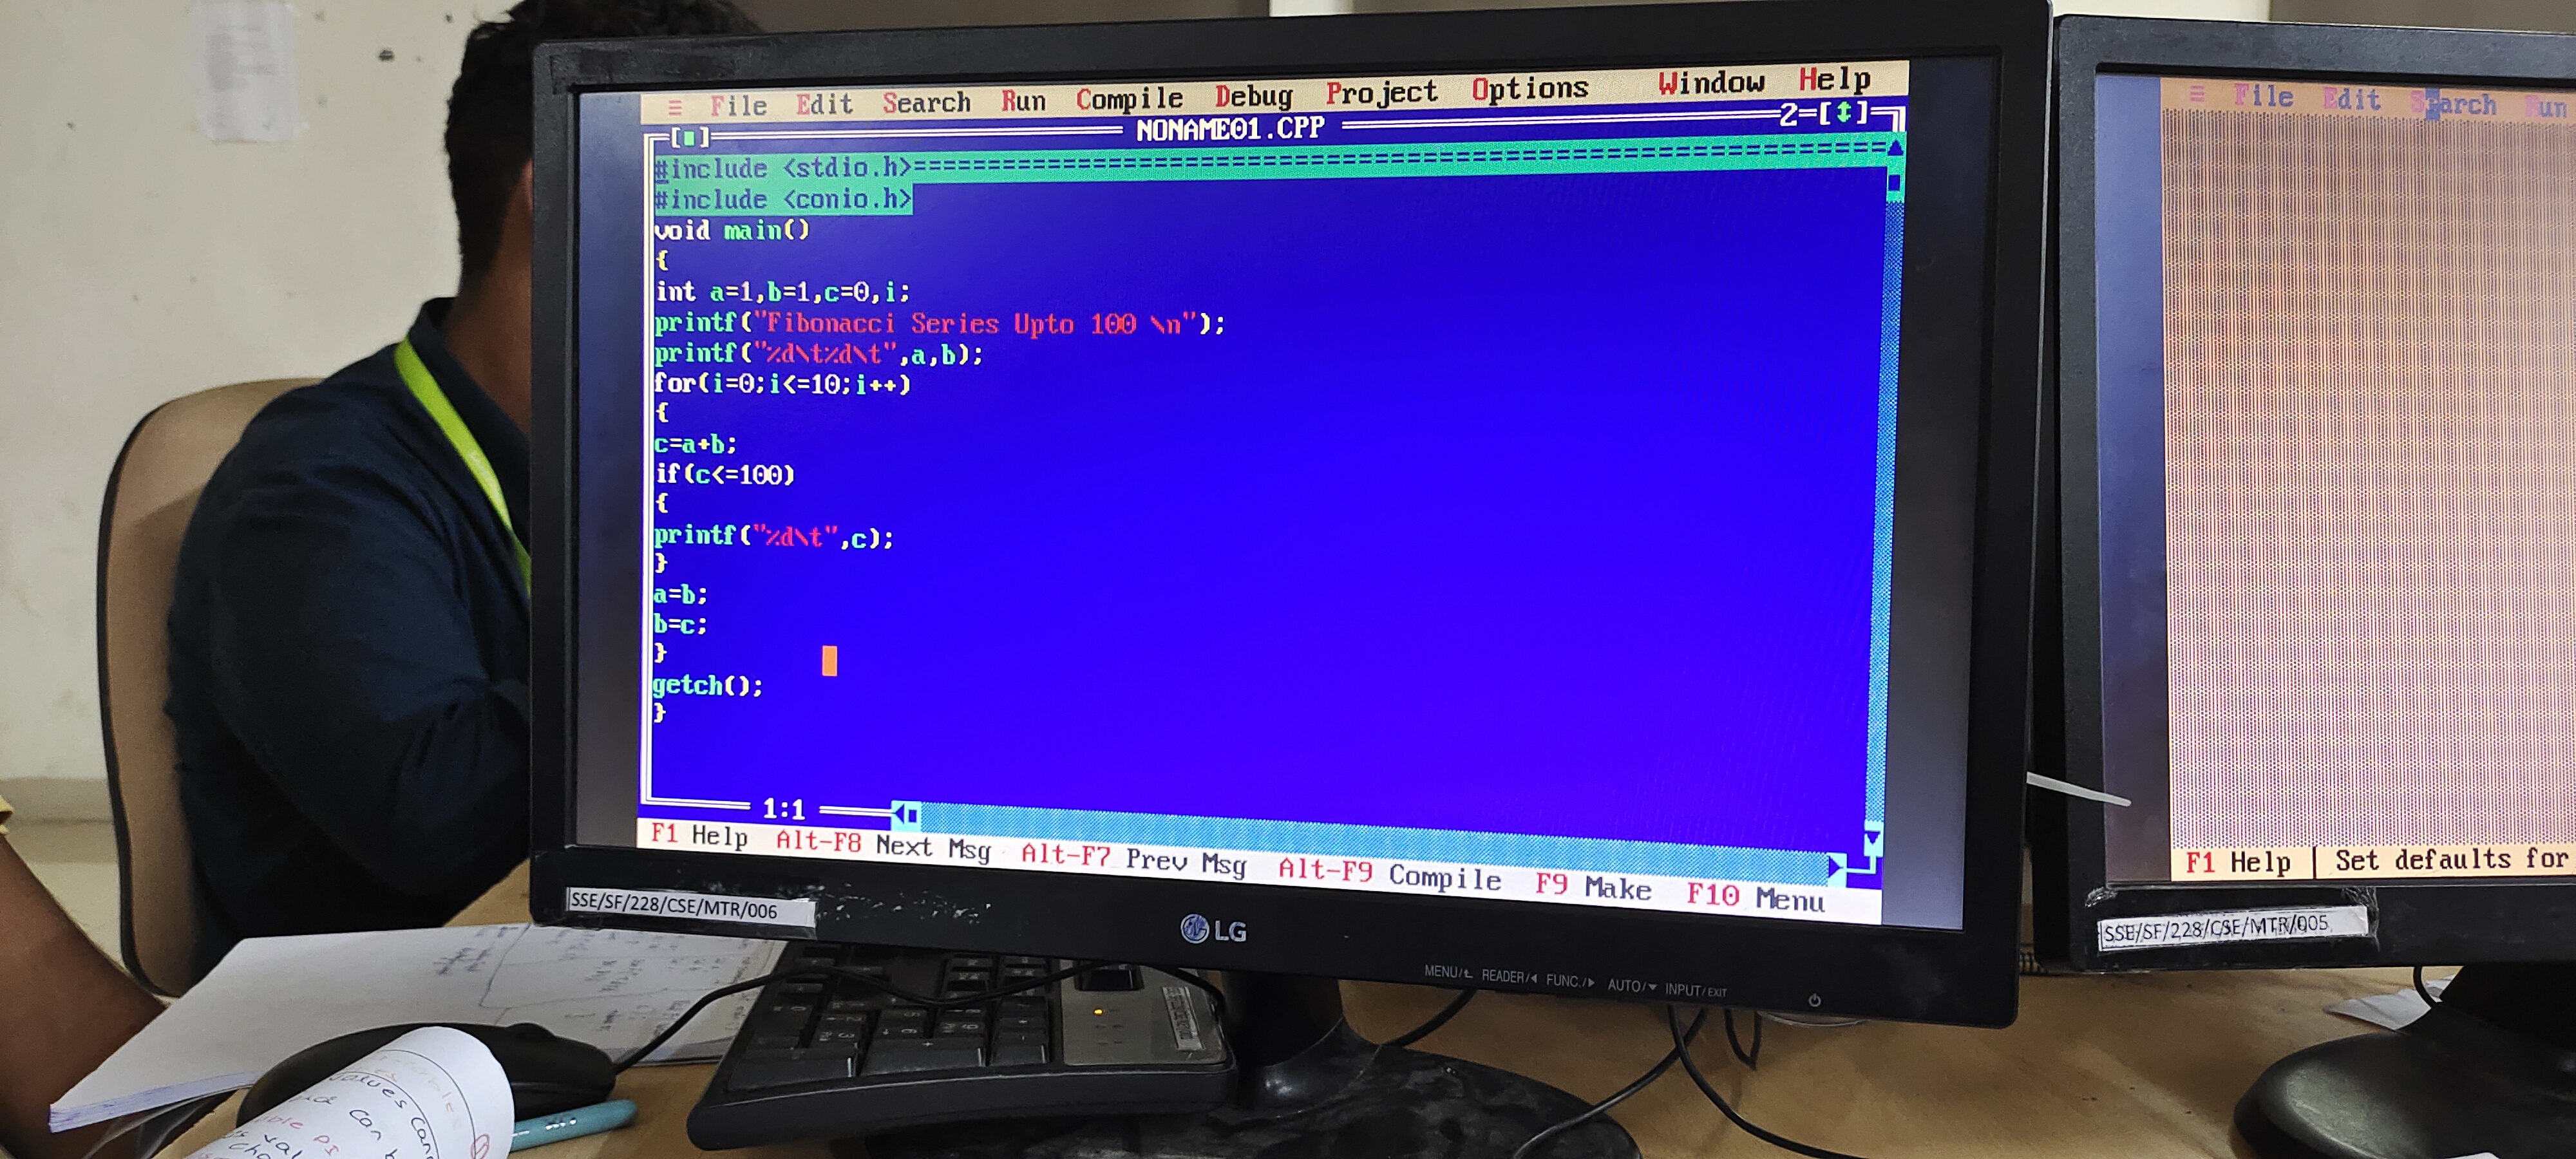 ≡ File Edit Search Run Compile Debug Project Options Window Help
[■] NONAME01.CPP 2=[↕]
#include <stdio.h>
#include <conio.h>
void main()
{
int a=1,b=1,c=0,i;
printf("Fibonacci Series Upto 100 \n");
printf("%d\t%d\t",a,b);
for(i=0;i<=10;i++)
{
c=a+b;
if(c<=100)
{
printf("%d\t",c);
}
a=b;
b=c;
}
getch();
}
1:1
F1 Help Alt-F8 Next Msg Alt-F7 Prev Msg Alt-F9 Compile F9 Make F10 Menu
SSE/SF/228/CSE/MTR/006
LG
MENU/ READER/ FUNC./ AUTO/ INPUT/EXIT
≡ File Edit Search Run
F1 Help | Set defaults for
SSE/SF/228/CSE/MTR/005
values can
can b